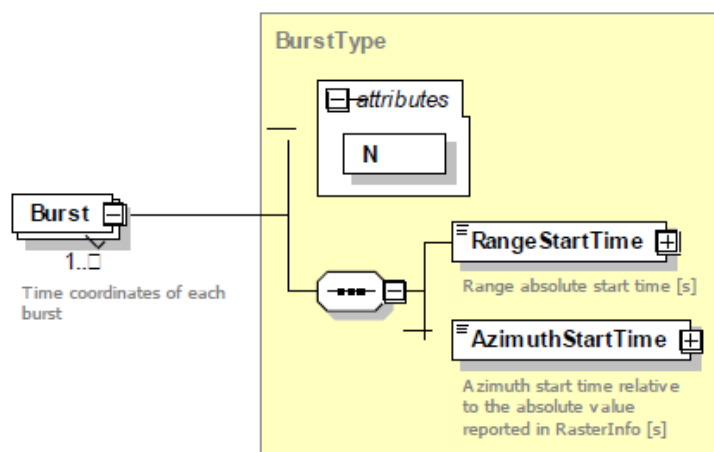 BurstType
attributes
N
Burst
1..□
Time coordinates of each
burst
RangeStartTime
Range absolute start time [s]
AzimuthStartTime
Azimuth start time relative
to the absolute value
reported in RasterInfo [s]